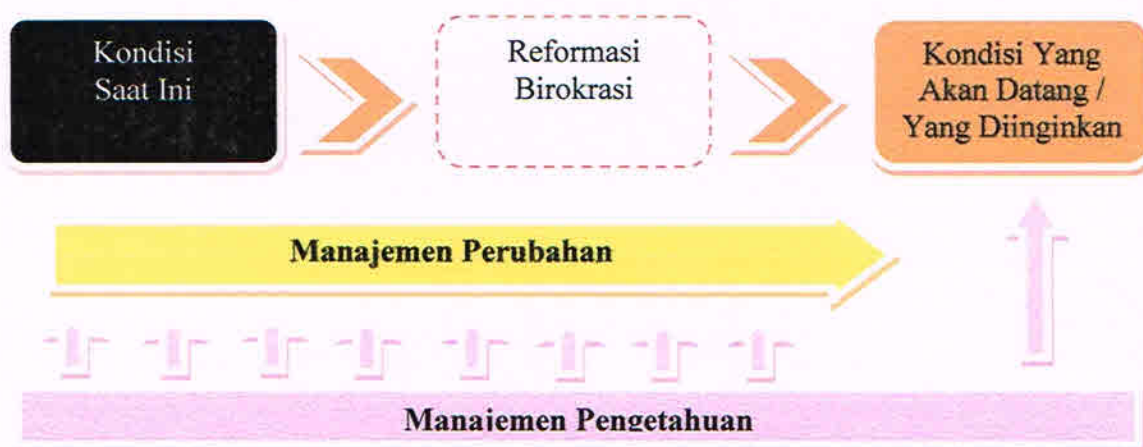 Kondisi
Saat Ini
Reformasi
Birokrasi
Kondisi Yang
Akan Datang /
Yang Diinginkan
Manajemen Perubahan
Manajemen Pengetahuan